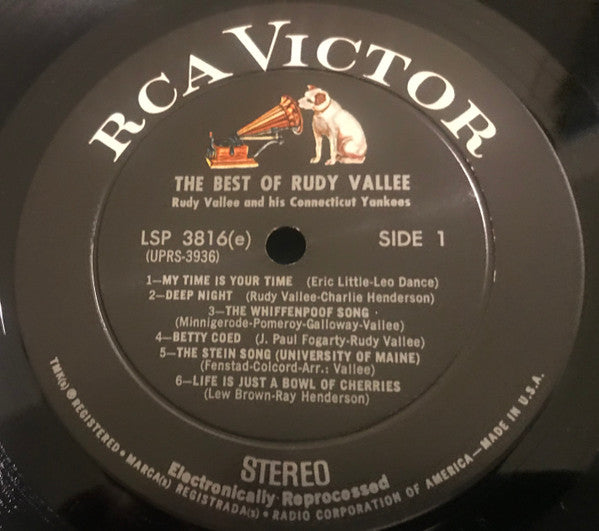 RCA VICTOR
THE BEST OF RUDY VALLEE
Rudy Vallee and his Connecticut Yankees
LSP 3816(e) SIDE 1
(UPRS-3936)
1—MY TIME IS YOUR TIME (Eric Little-Leo Dance)
2—DEEP NIGHT (Rudy Vallee-Charlie Henderson)
3—THE WHIFFENPOOF SONG
(Minnigerode-Pomeroy-Galloway-Vallee)
4—BETTY COED (J. Paul Fogarty-Rudy Vallee)
5—THE STEIN SONG (UNIVERSITY OF MAINE)
(Fenstad-Colcord-Arr.: Vallee)
6—LIFE IS JUST A BOWL OF CHERRIES
(Lew Brown-Ray Henderson)
STEREO
Electronically Reprocessed
TMK(s) ® REGISTERED • MARCA(s) REGISTRADA(s) • RADIO CORPORATION OF AMERICA—MADE IN U.S.A.